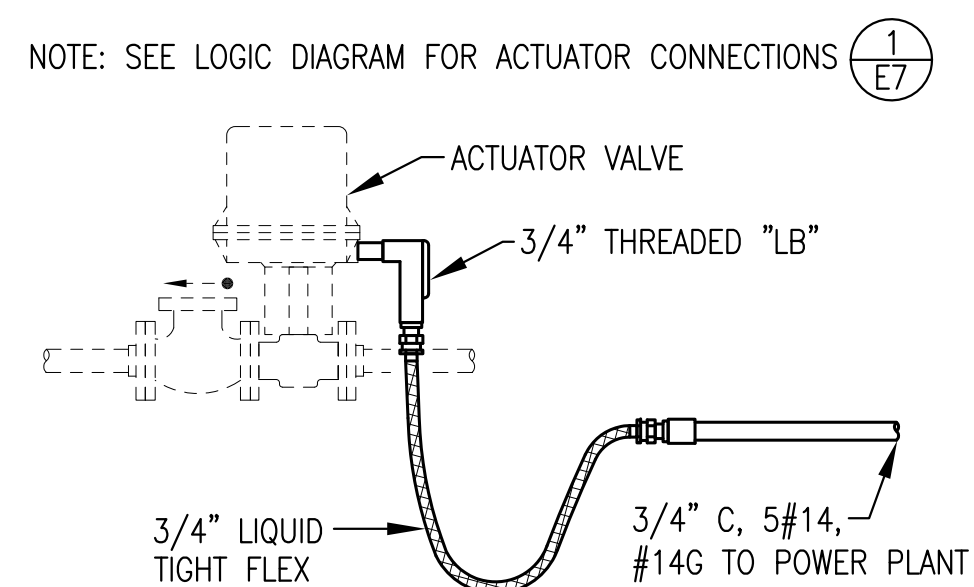 NOTE: SEE LOGIC DIAGRAM FOR ACTUATOR CONNECTIONS
1
E7
ACTUATOR VALVE
3/4” THREADED "LB”
3/4” LIQUID
TIGHT FLEX
3/4” C, 5#14,
#14G TO POWER PLANT